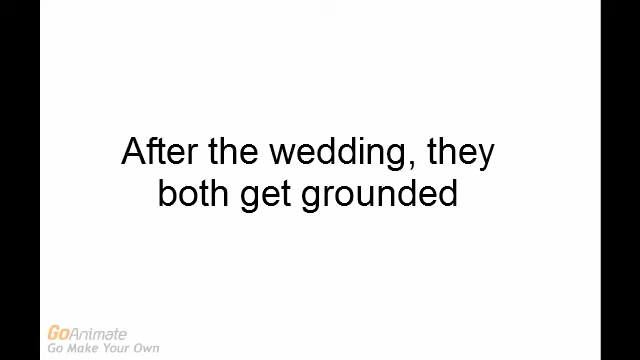 After the wedding, they
both get grounded
GoAnimate
Go Make Your Own